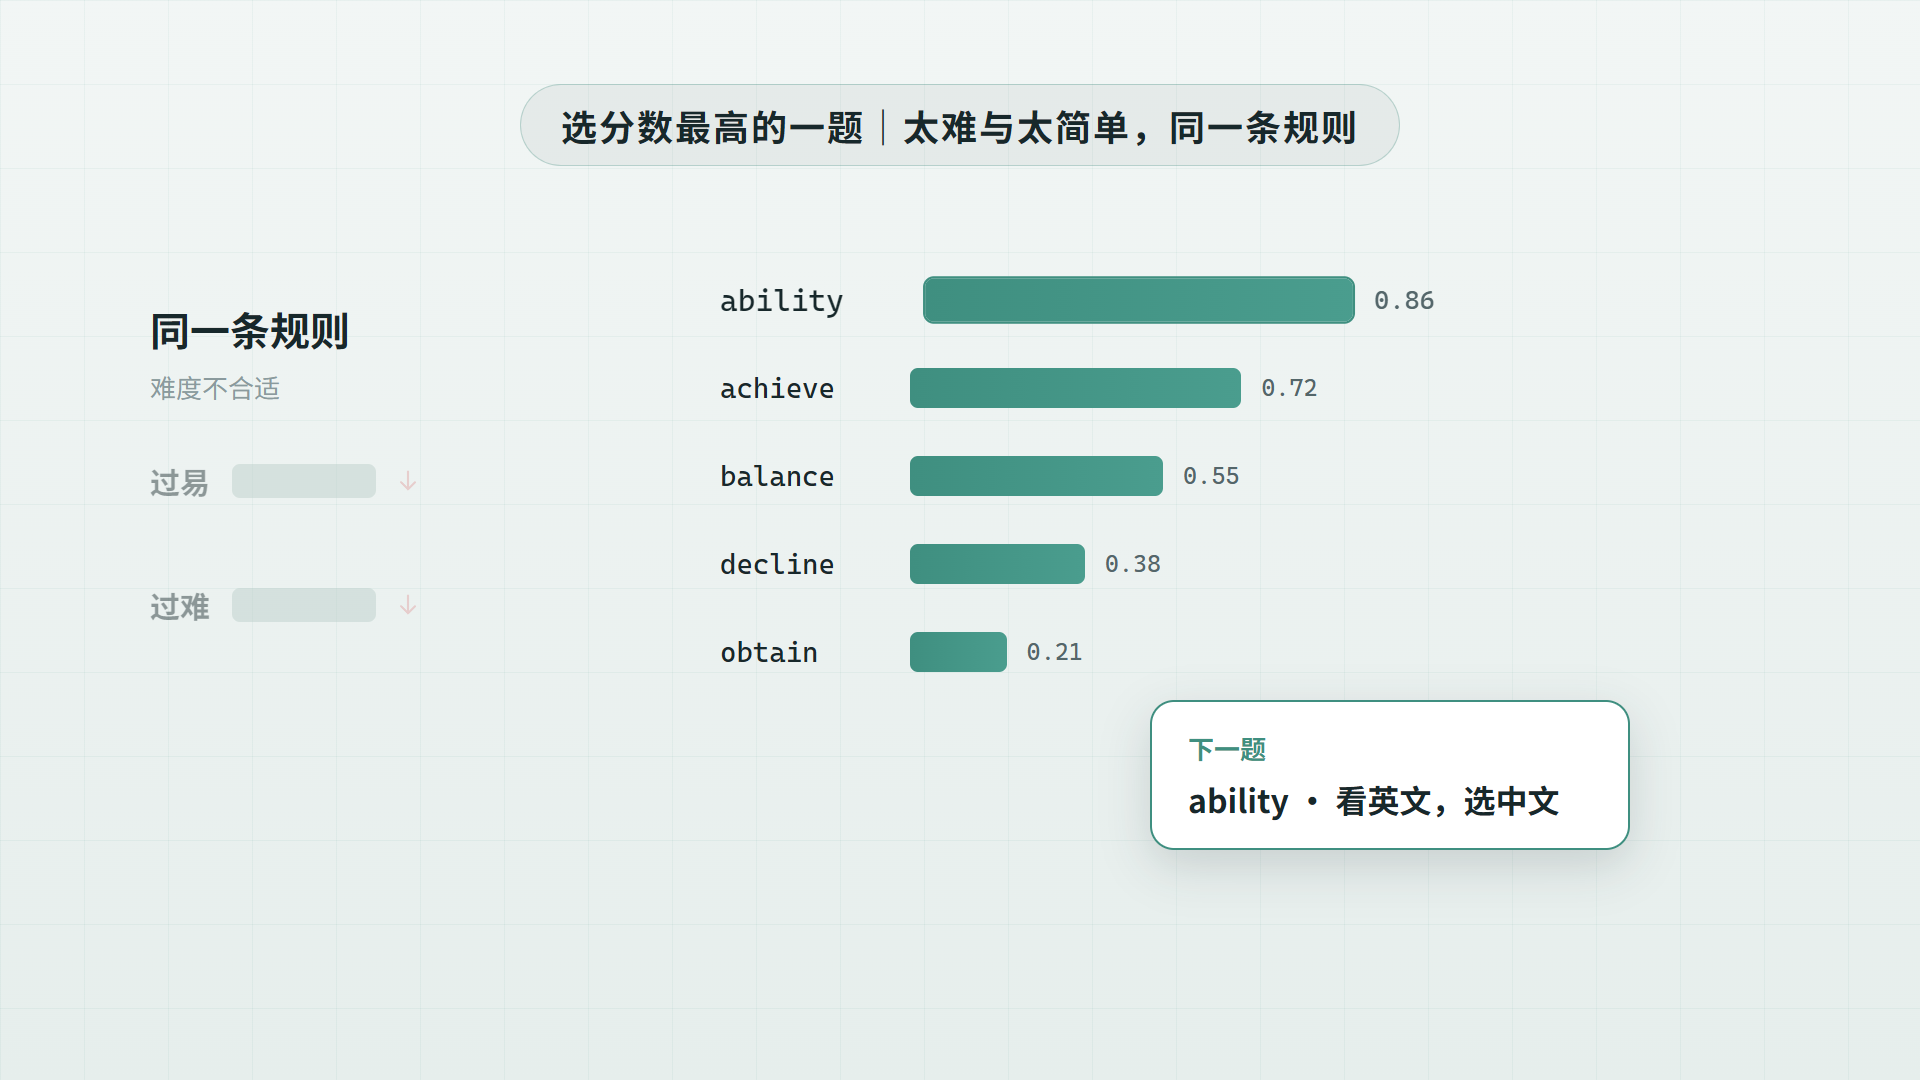 选分数最高的一题｜太难与太简单，同一条规则
同一条规则
难度不合适
过易 ↓
过难 ↓
ability 0.86
achieve 0.72
balance 0.55
decline 0.38
obtain 0.21
下一题
ability · 看英文，选中文